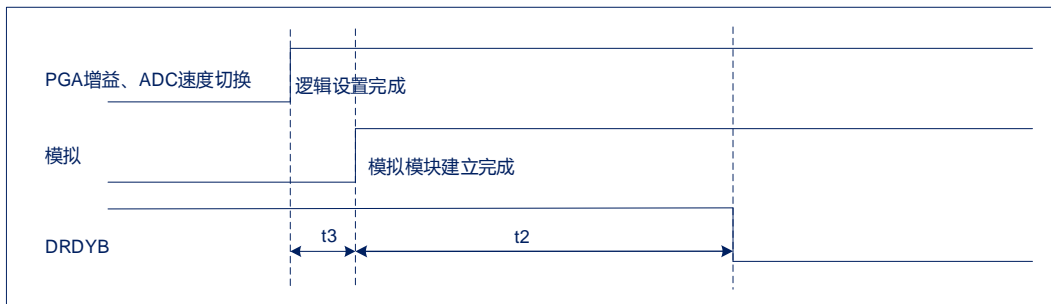 PGA增益、ADC速度切换
逻辑设置完成
模拟
模拟模块建立完成
DRDYB
t3
t2